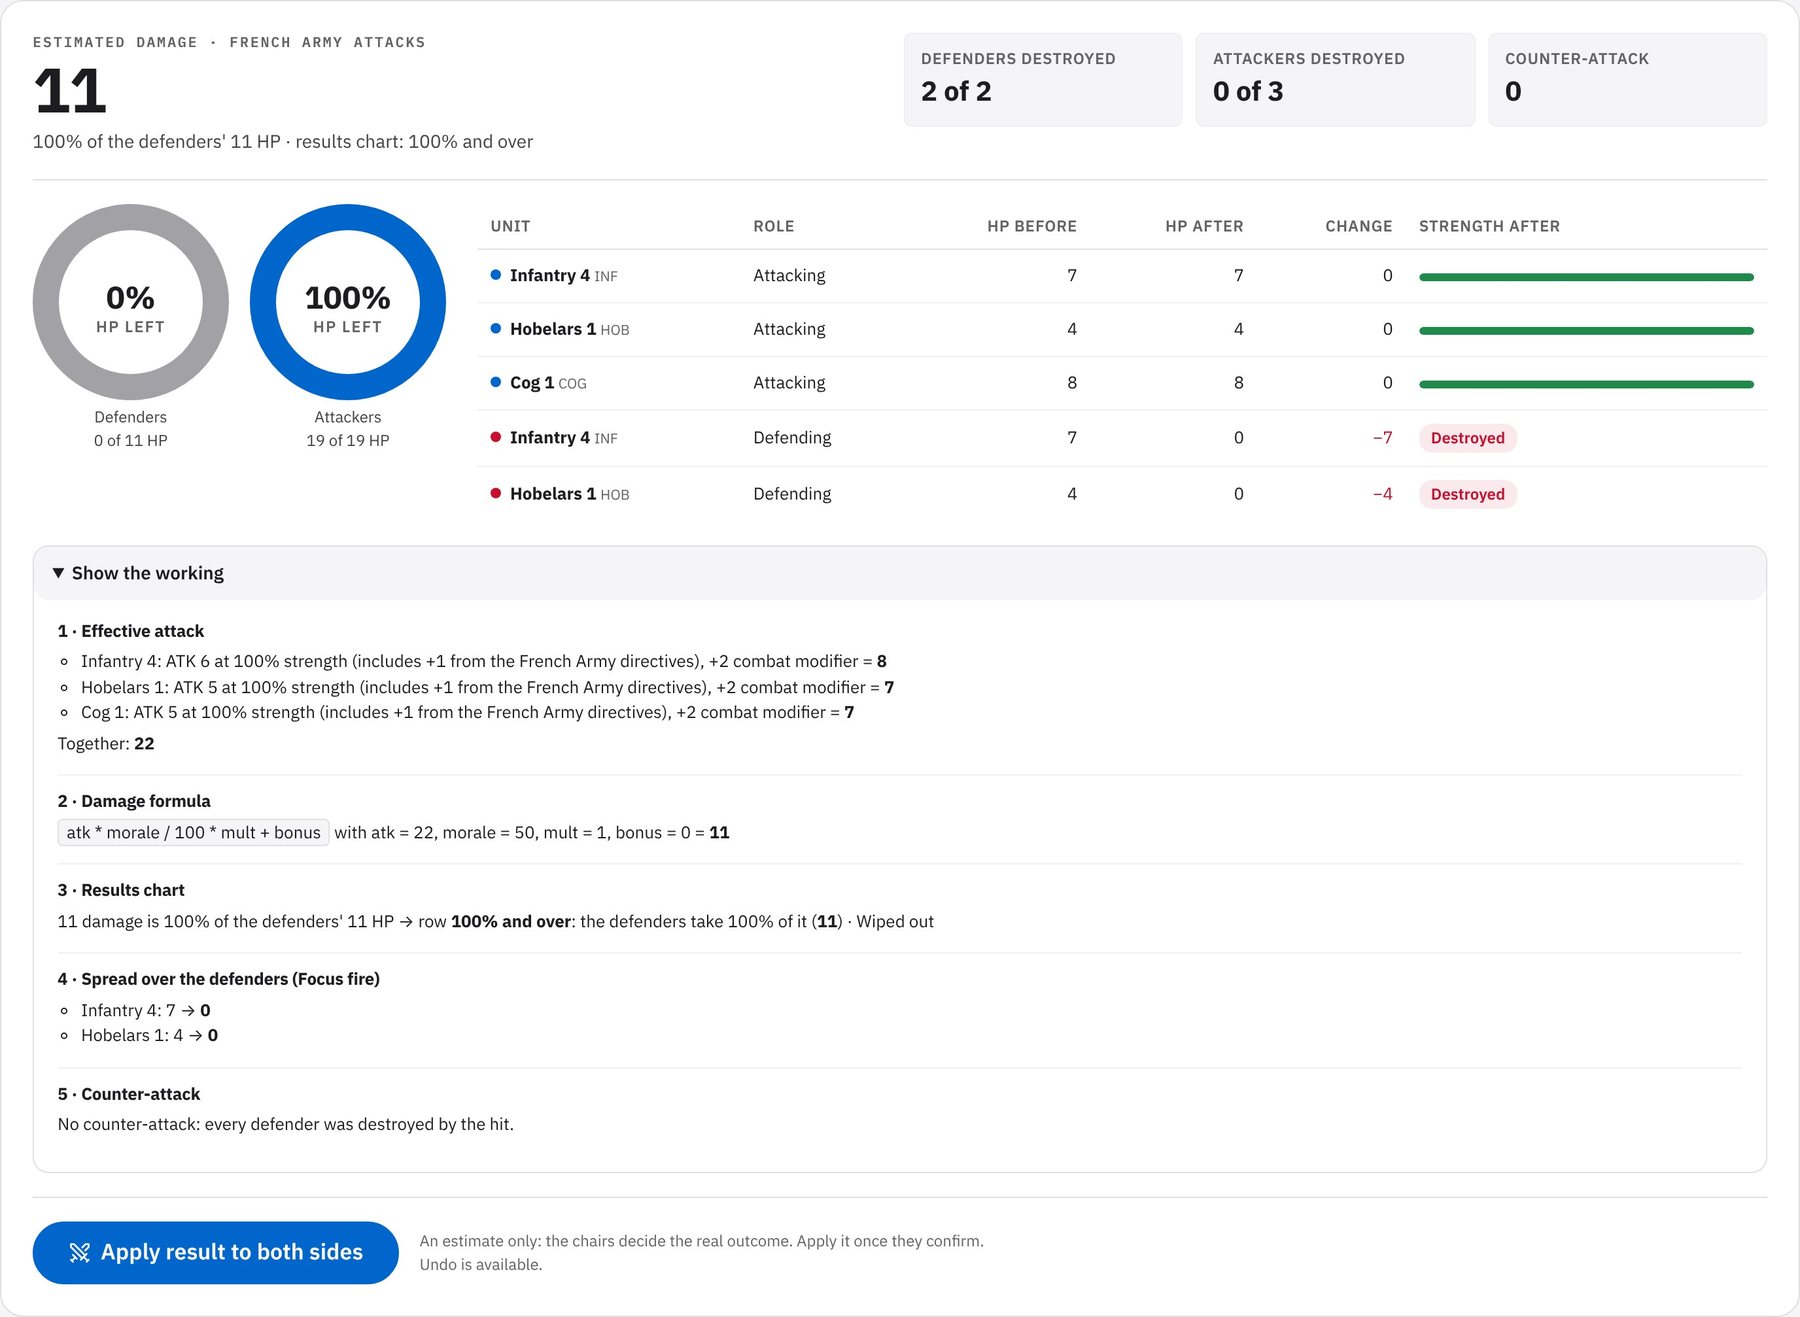 ESTIMATED DAMAGE · FRENCH ARMY ATTACKS
11
100% of the defenders' 11 HP · results chart: 100% and over
DEFENDERS DESTROYED
2 of 2
ATTACKERS DESTROYED
0 of 3
COUNTER-ATTACK
0
0%
HP LEFT
Defenders
0 of 11 HP
100%
HP LEFT
Attackers
19 of 19 HP
UNIT ROLE HP BEFORE HP AFTER CHANGE STRENGTH AFTER
Infantry 4 INF Attacking 7 7 0
Hobelars 1 HOB Attacking 4 4 0
Cog 1 COG Attacking 8 8 0
Infantry 4 INF Defending 7 0 −7 Destroyed
Hobelars 1 HOB Defending 4 0 −4 Destroyed
▼ Show the working
1 · Effective attack
Infantry 4: ATK 6 at 100% strength (includes +1 from the French Army directives), +2 combat modifier = 8
Hobelars 1: ATK 5 at 100% strength (includes +1 from the French Army directives), +2 combat modifier = 7
Cog 1: ATK 5 at 100% strength (includes +1 from the French Army directives), +2 combat modifier = 7
Together: 22
2 · Damage formula
atk * morale / 100 * mult + bonus with atk = 22, morale = 50, mult = 1, bonus = 0 = 11
3 · Results chart
11 damage is 100% of the defenders' 11 HP → row 100% and over: the defenders take 100% of it (11) · Wiped out
4 · Spread over the defenders (Focus fire)
Infantry 4: 7 → 0
Hobelars 1: 4 → 0
5 · Counter-attack
No counter-attack: every defender was destroyed by the hit.
Apply result to both sides
An estimate only: the chairs decide the real outcome. Apply it once they confirm.
Undo is available.